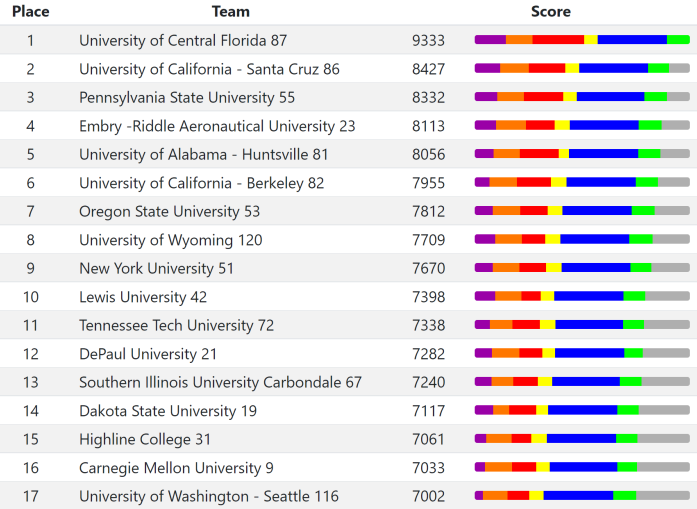 Place Team Score
1 University of Central Florida 87 9333
2 University of California - Santa Cruz 86 8427
3 Pennsylvania State University 55 8332
4 Embry -Riddle Aeronautical University 23 8113
5 University of Alabama - Huntsville 81 8056
6 University of California - Berkeley 82 7955
7 Oregon State University 53 7812
8 University of Wyoming 120 7709
9 New York University 51 7670
10 Lewis University 42 7398
11 Tennessee Tech University 72 7338
12 DePaul University 21 7282
13 Southern Illinois University Carbondale 67 7240
14 Dakota State University 19 7117
15 Highline College 31 7061
16 Carnegie Mellon University 9 7033
17 University of Washington - Seattle 116 7002